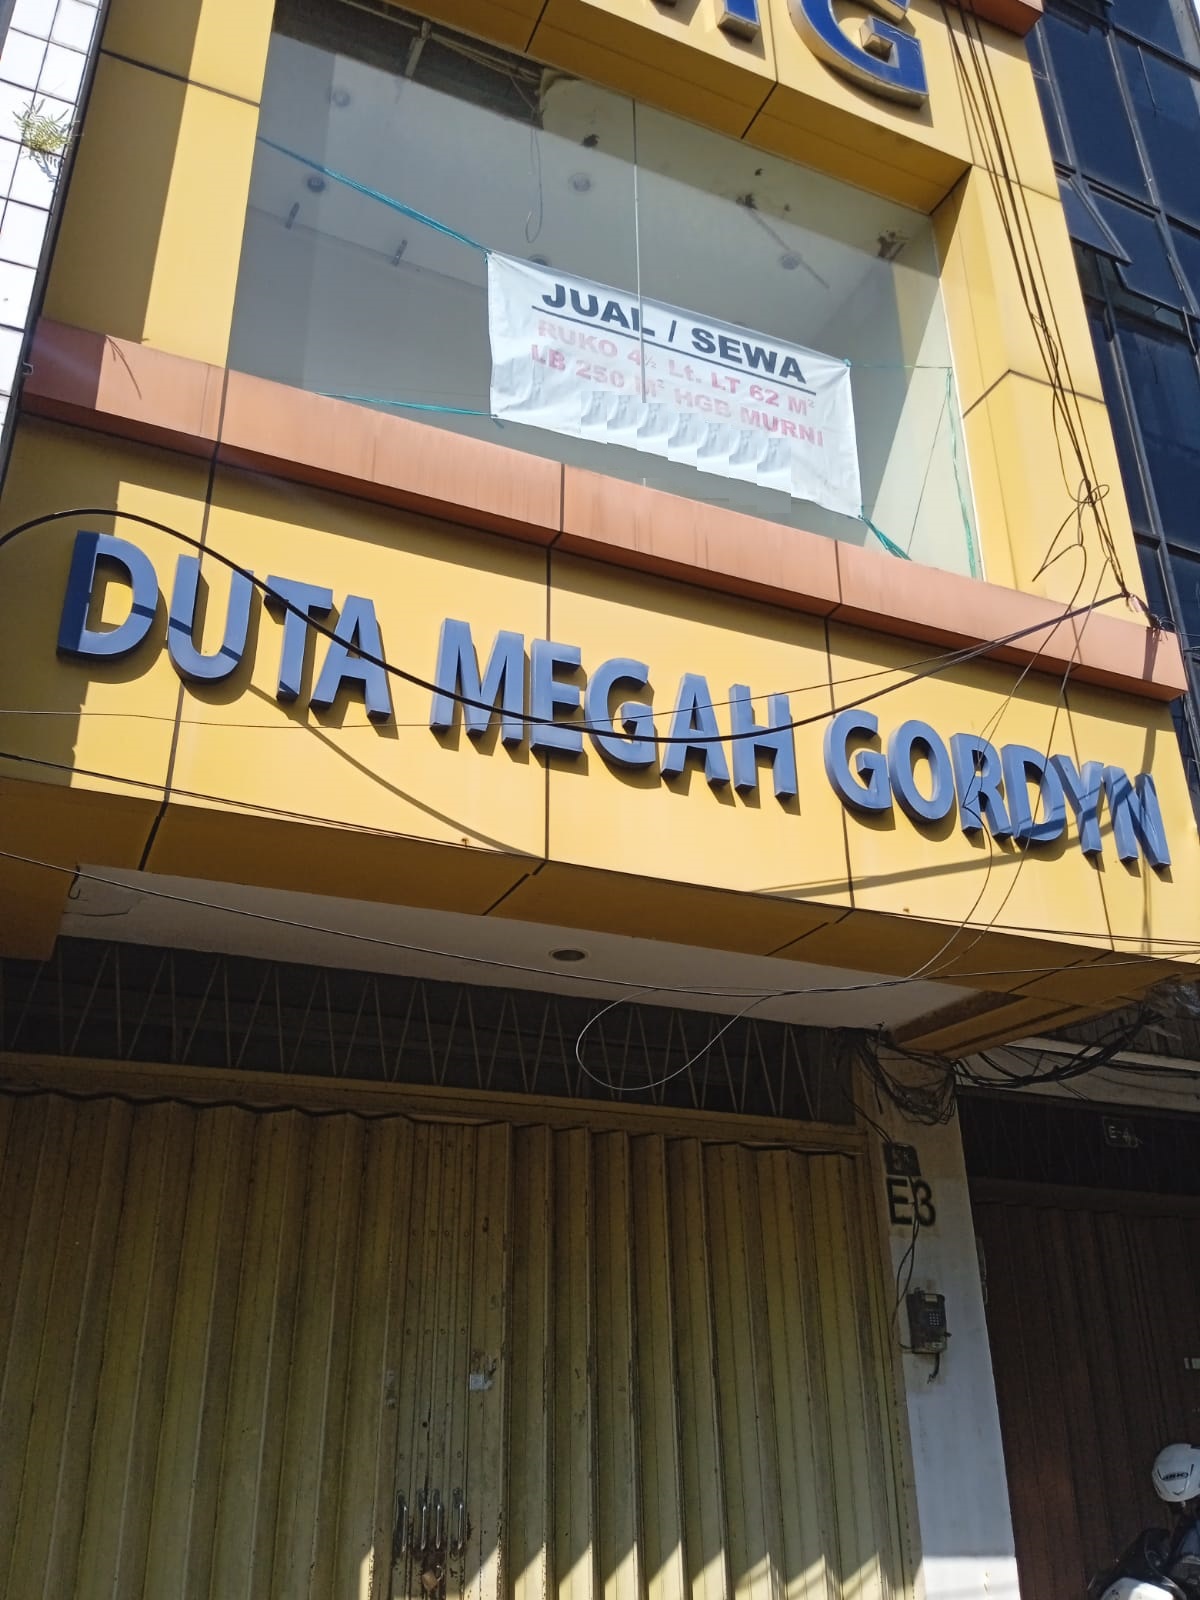 MG
JUAL / SEWA
RUKO 4½ Lt. LT 62 M²
LB 250 M² HGB MURNI
DUTA MEGAH GORDYN
E-4
E3